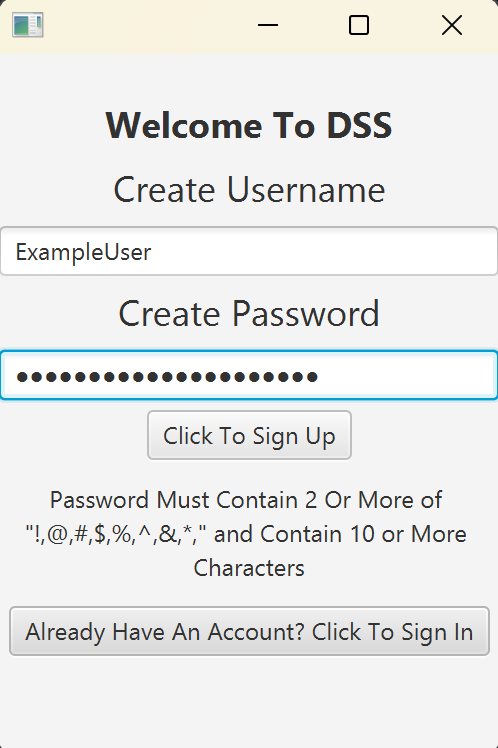 Welcome To DSS
Create Username
ExampleUser
Create Password
●●●●●●●●●●●●●●●●●●●●●
Click To Sign Up
Password Must Contain 2 Or More of
"!,@,#,$,%,^,&,*," and Contain 10 or More
Characters
Already Have An Account? Click To Sign In